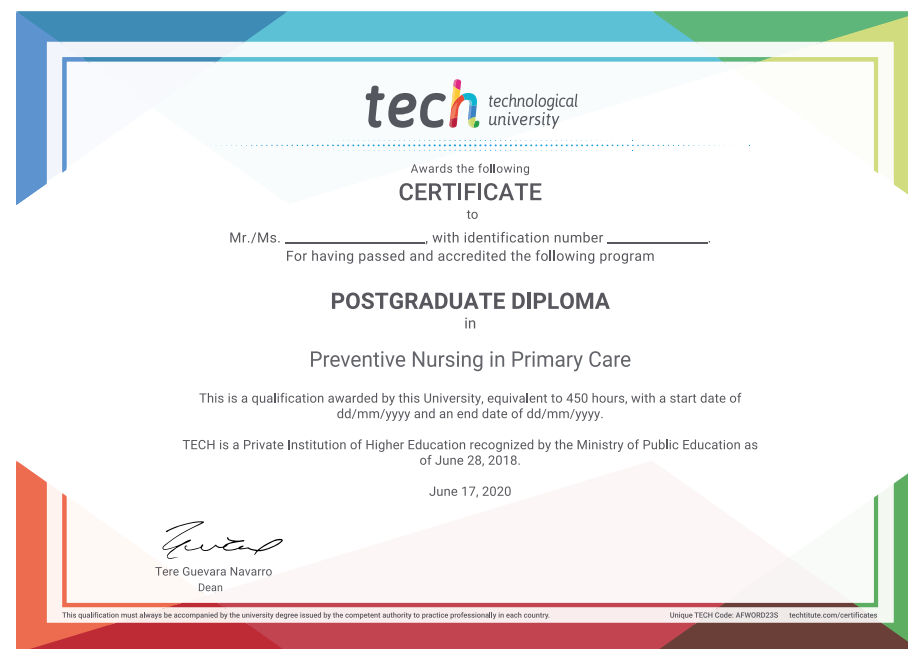 tech technological
university
Awards the following
CERTIFICATE
to
Mr./Ms. ____________________, with identification number ______________.
For having passed and accredited the following program
POSTGRADUATE DIPLOMA
in
Preventive Nursing in Primary Care
This is a qualification awarded by this University, equivalent to 450 hours, with a start date of
dd/mm/yyyy and an end date of dd/mm/yyyy.
TECH is a Private Institution of Higher Education recognized by the Ministry of Public Education as
of June 28, 2018.
June 17, 2020
Tere Guevara Navarro
Dean
This qualification must always be accompanied by the university degree issued by the competent authority to practice professionally in each country. Unique TECH Code: AFWORD23S techtitute.com/certificates